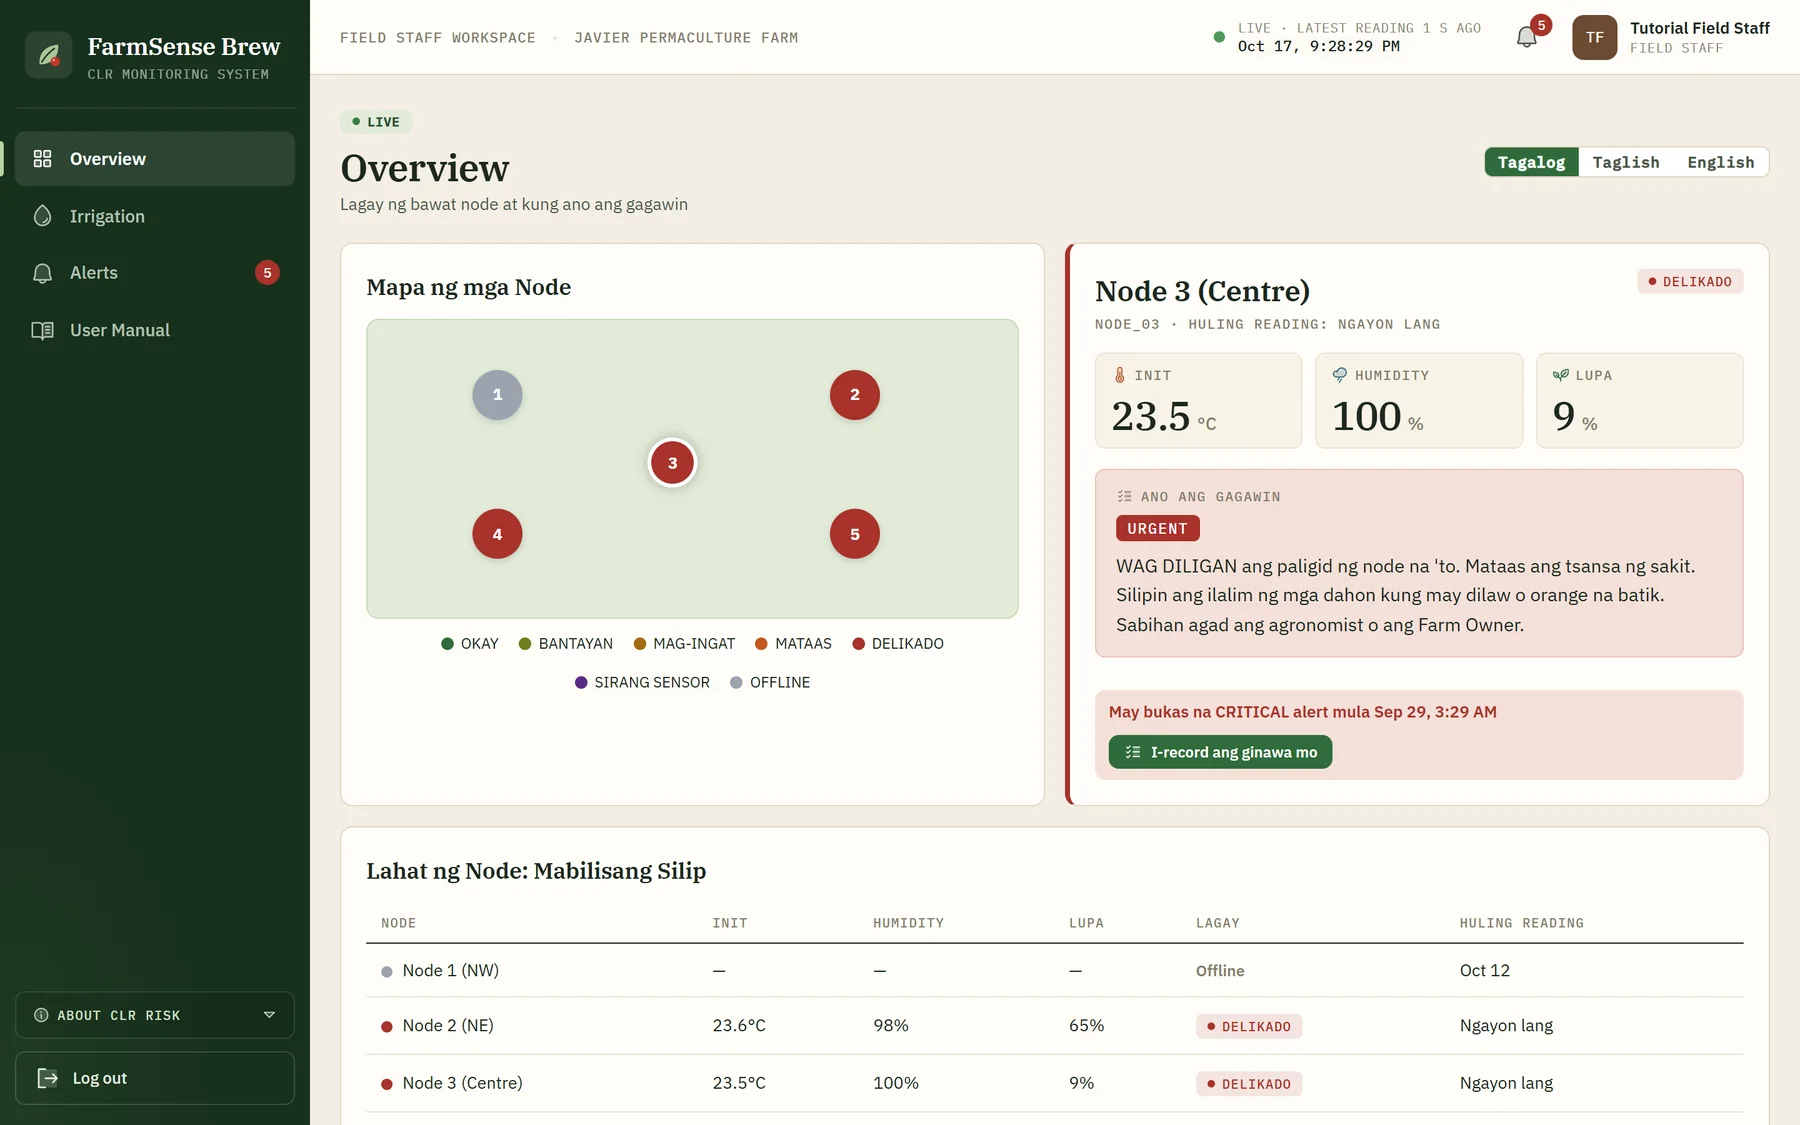 FarmSense Brew
CLR MONITORING SYSTEM
Overview
Irrigation
Alerts
5
User Manual
ABOUT CLR RISK
Log out
FIELD STAFF WORKSPACE · JAVIER PERMACULTURE FARM
LIVE · LATEST READING 1 S AGO
Oct 17, 9:28:29 PM
5
TF
Tutorial Field Staff
FIELD STAFF
LIVE
Overview
Lagay ng bawat node at kung ano ang gagawin
Tagalog Taglish English
Mapa ng mga Node
1
2
3
4
5
OKAY BANTAYAN MAG-INGAT MATAAS DELIKADO
SIRANG SENSOR OFFLINE
Node 3 (Centre)
DELIKADO
NODE_03 · HULING READING: NGAYON LANG
INIT
23.5 °C
HUMIDITY
100 %
LUPA
9 %
ANO ANG GAGAWIN
URGENT
WAG DILIGAN ang paligid ng node na 'to. Mataas ang tsansa ng sakit.
Silipin ang ilalim ng mga dahon kung may dilaw o orange na batik.
Sabihan agad ang agronomist o ang Farm Owner.
May bukas na CRITICAL alert mula Sep 29, 3:29 AM
I-record ang ginawa mo
Lahat ng Node: Mabilisang Silip
NODE INIT HUMIDITY LUPA LAGAY HULING READING
Node 1 (NW) — — — Offline Oct 12
Node 2 (NE) 23.6°C 98% 65% DELIKADO Ngayon lang
Node 3 (Centre) 23.5°C 100% 9% DELIKADO Ngayon lang